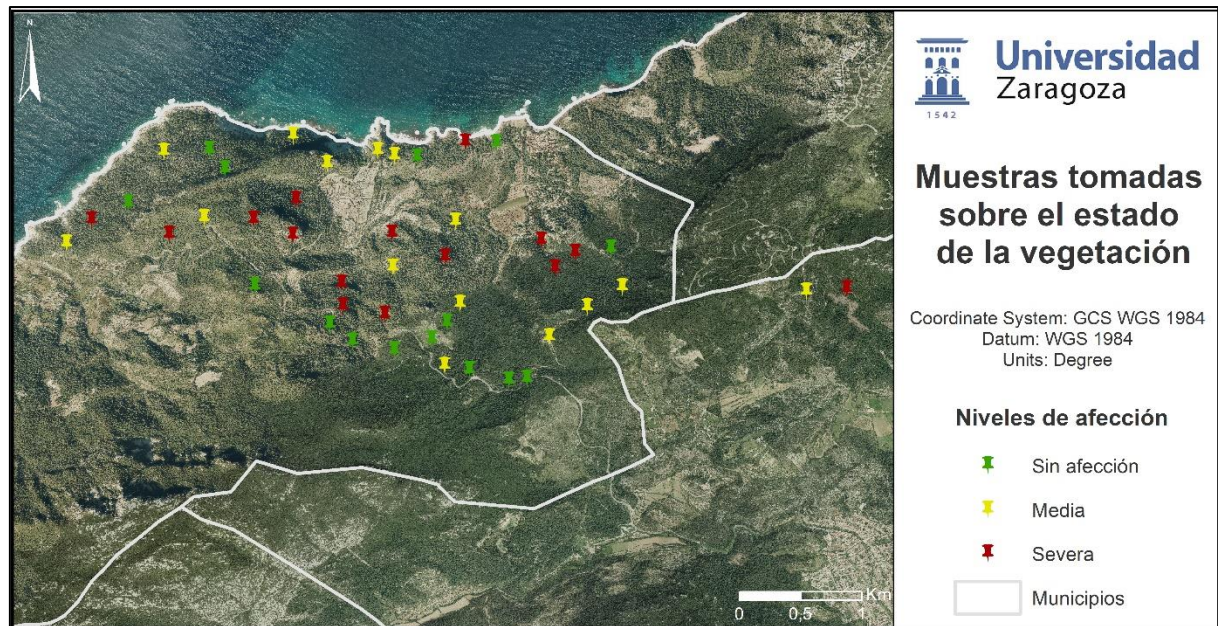 N
Universidad
Zaragoza
1542
Muestras tomadas
sobre el estado
de la vegetación
Coordinate System: GCS WGS 1984
Datum: WGS 1984
Units: Degree
Niveles de afección
Sin afección
Media
Severa
Municipios
Km
0 0,5 1